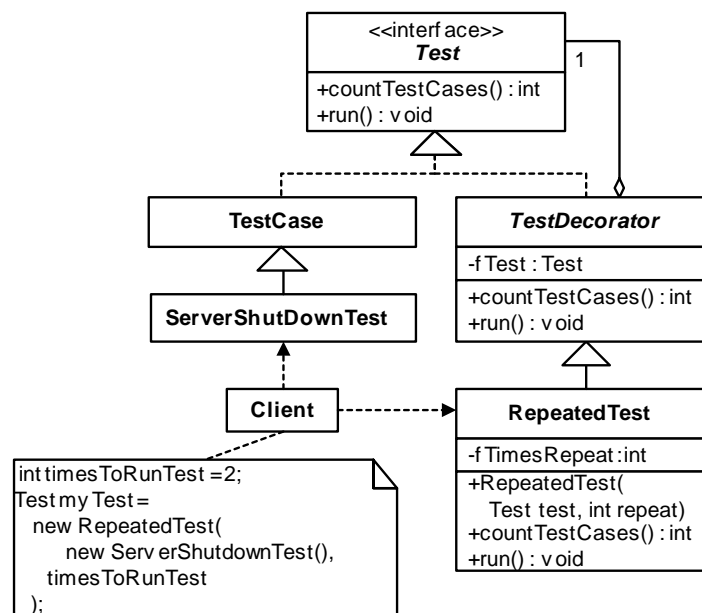 <<interface>>
Test
1
+countTestCases() : int
+run() : void
TestCase
TestDecorator
-fTest : Test
+countTestCases() : int
+run() : void
ServerShutDownTest
Client
RepeatedTest
-fTimesRepeat:int
+RepeatedTest(
Test test, int repeat)
+countTestCases() : int
+run() : void
int timesToRunTest =2;
Test myTest =
new RepeatedTest(
new ServerShutdownTest(),
timesToRunTest
);